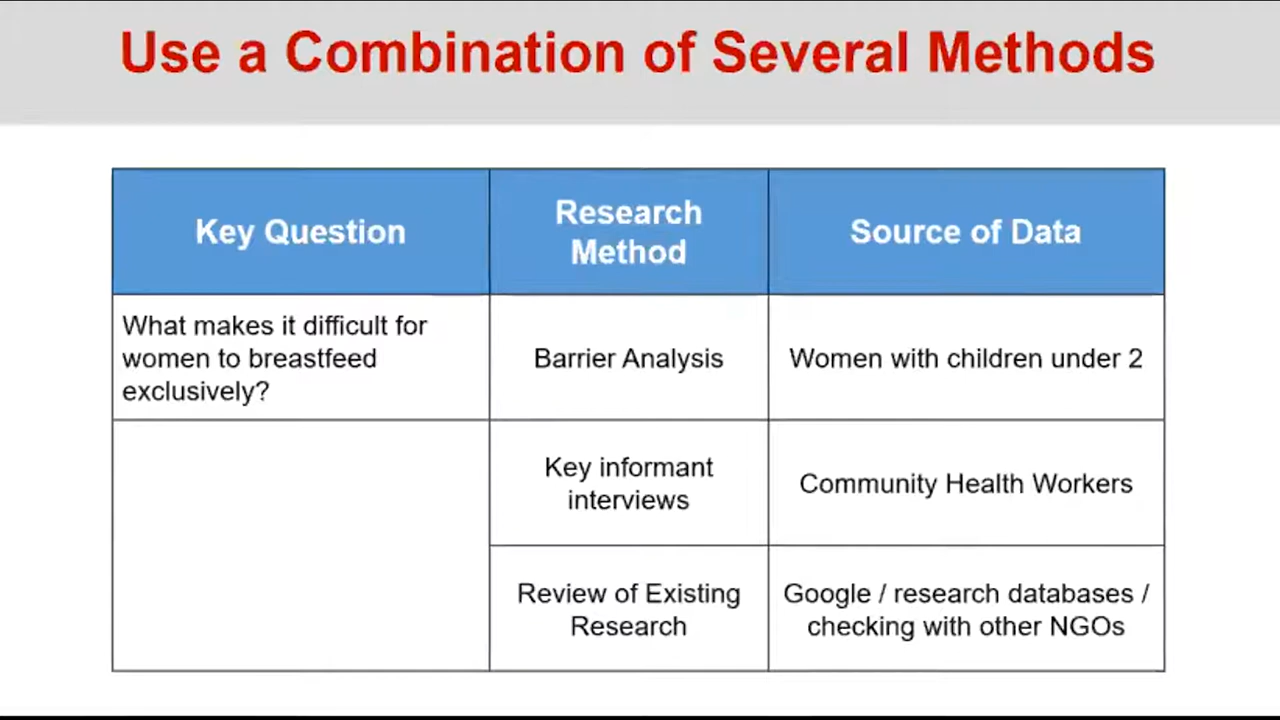 Use a Combination of Several Methods
Key Question
Research
Method
Source of Data
What makes it difficult for
women to breastfeed
exclusively?
Barrier Analysis
Women with children under 2
Key informant
interviews
Community Health Workers
Review of Existing
Research
Google / research databases /
checking with other NGOs